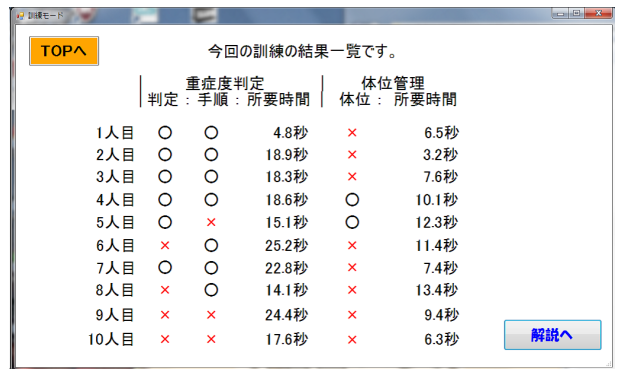 訓練モード
TOPへ
今回の訓練の結果一覧です。
重症度判定 体位管理
判定：手順：所要時間 体位： 所要時間
1人目 ○ ○ 4.8秒 × 6.5秒
2人目 ○ ○ 18.9秒 × 3.2秒
3人目 ○ ○ 18.3秒 × 7.6秒
4人目 ○ ○ 18.6秒 ○ 10.1秒
5人目 ○ × 15.1秒 ○ 12.3秒
6人目 × ○ 25.2秒 × 11.4秒
7人目 ○ ○ 22.8秒 × 7.4秒
8人目 × ○ 14.1秒 × 13.4秒
9人目 × × 24.4秒 × 9.4秒
10人目 × × 17.6秒 × 6.3秒
解説へ